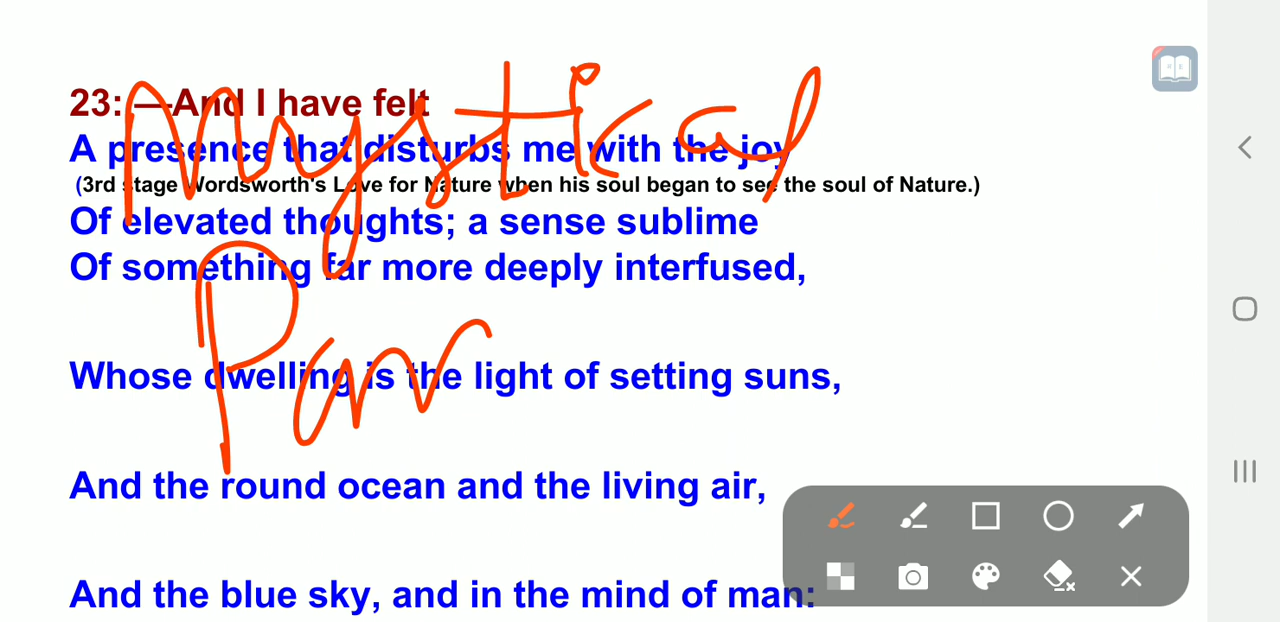 23: —And I have felt
A presence that disturbs me with the joy
(3rd stage Wordsworth's Love for Nature when his soul began to see the soul of Nature.)
Of elevated thoughts; a sense sublime
Of something far more deeply interfused,
Whose dwelling is the light of setting suns,
And the round ocean and the living air,
And the blue sky, and in the mind of man:
Mystical
Pan